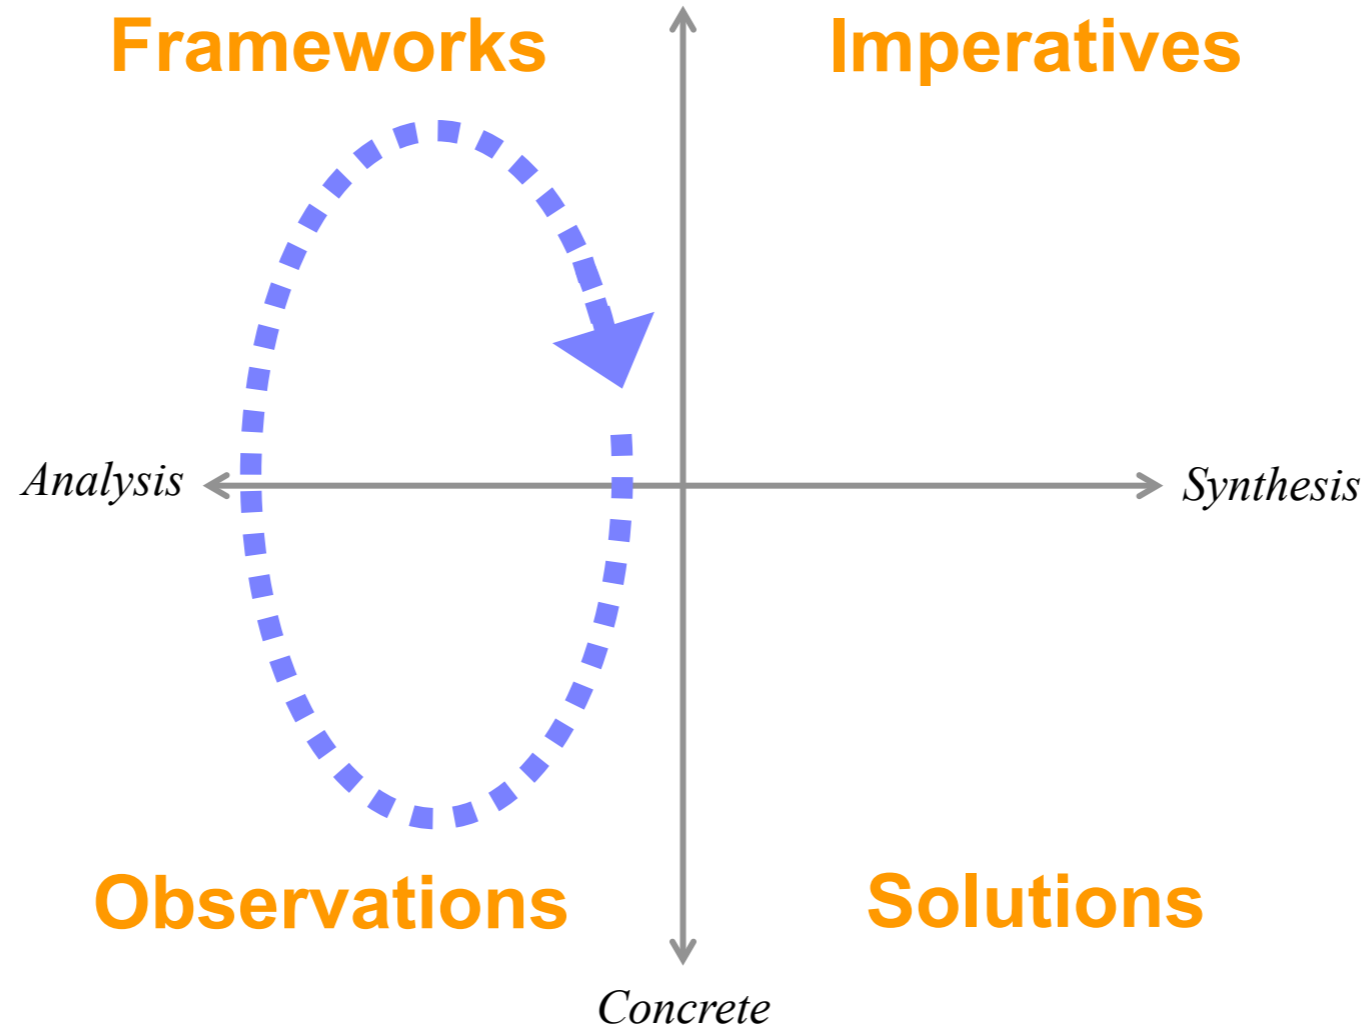 Frameworks
Imperatives
Analysis
Synthesis
Observations
Solutions
Concrete